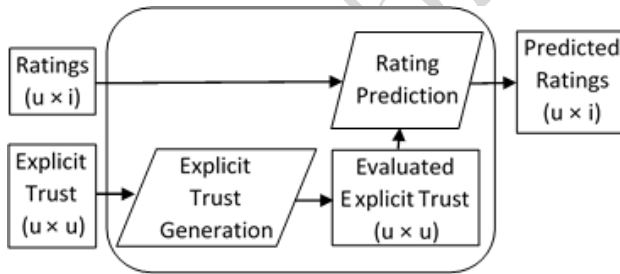 Ratings
(u × i)
Rating
Prediction
Predicted
Ratings
(u × i)
Explicit
Trust
(u × u)
Explicit
Trust
Generation
Evaluated
Explicit Trust
(u × u)